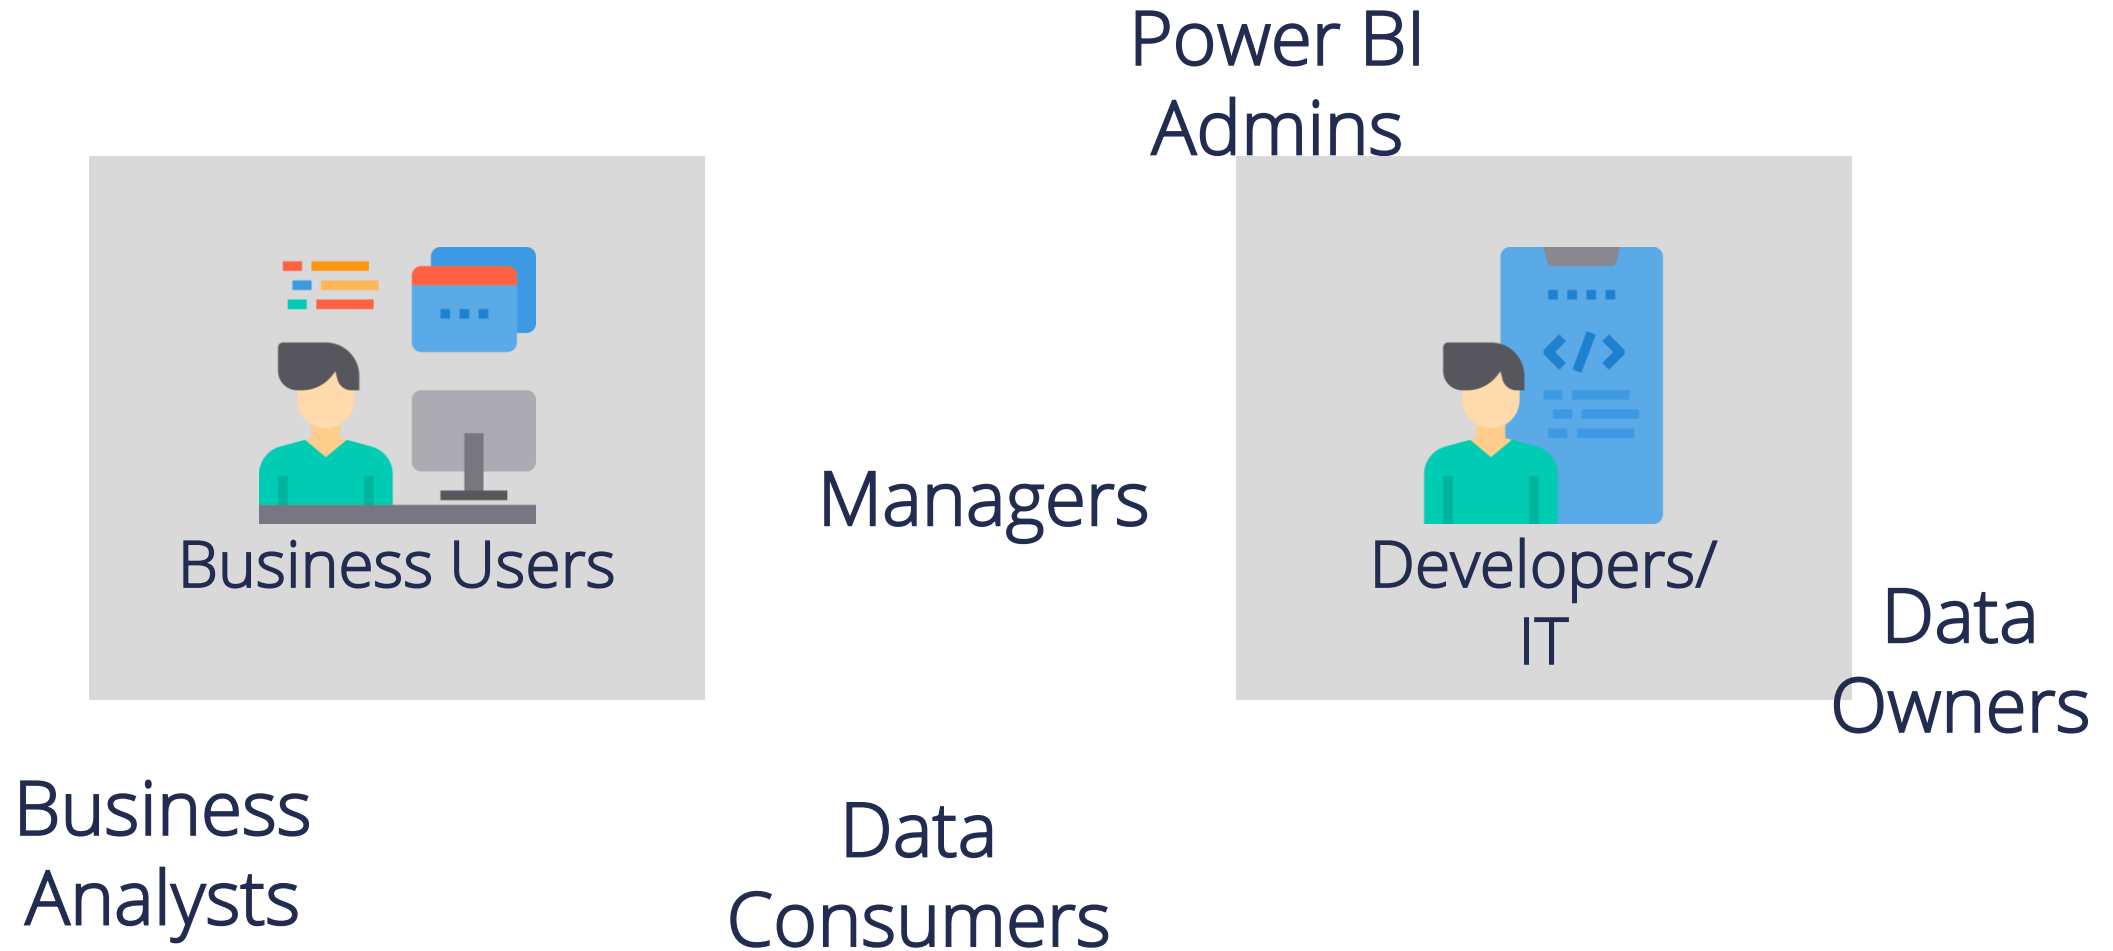 Power BI
Admins
Business Users
Managers
Developers/
IT
Data
Owners
Business
Analysts
Data
Consumers